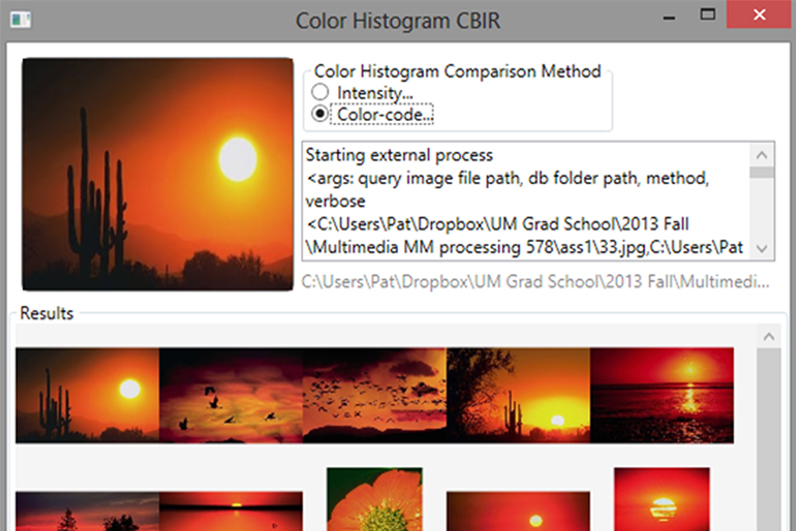 Color Histogram CBIR
Color Histogram Comparison Method
Intensity...
Color-code...
Starting external process
<args: query image file path, db folder path, method,
verbose
<C:\Users\Pat\Dropbox\UM Grad School\2013 Fall
\Multimedia MM processing 578\ass1\33.jpg,C:\Users\Pat
C:\Users\Pat\Dropbox\UM Grad School\2013 Fall\Multimedi...
Results